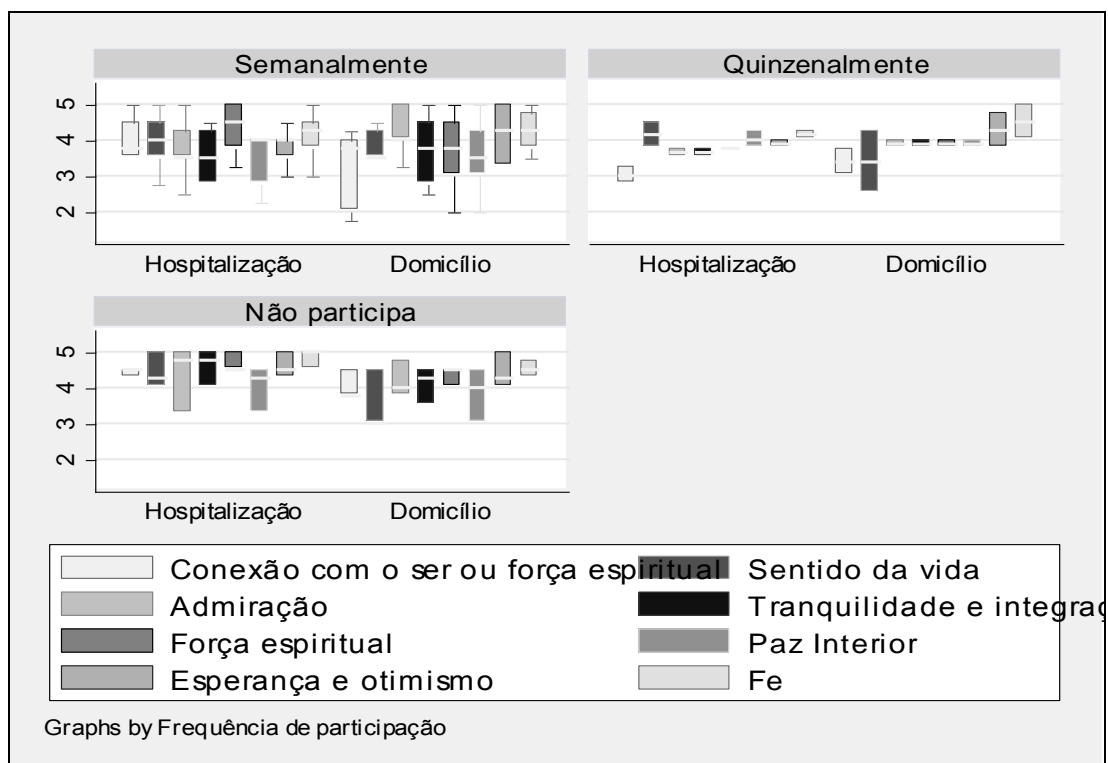 Semanalmente
Quinzenalmente
5
4
3
2
Hospitalização Domicílio
Hospitalização Domicílio
Não participa
5
4
3
2
Hospitalização Domicílio
Conexão com o ser ou força espiritual Sentido da vida
Admiração Tranquilidade e integraç
Força espiritual Paz Interior
Esperança e otimismo Fe
Graphs by Frequência de participação